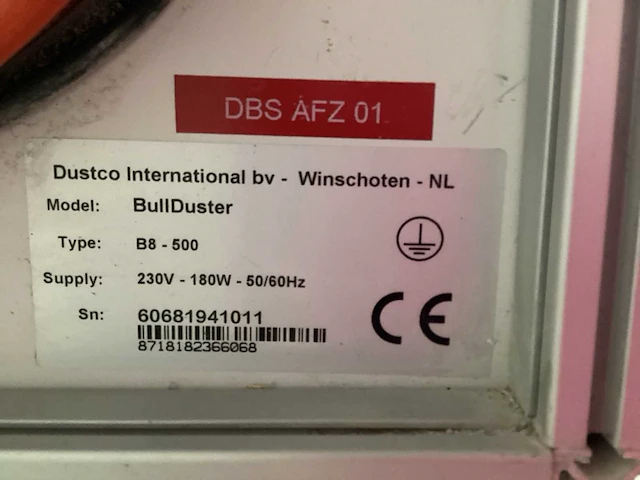 DBS AFZ 01
Dustco International bv - Winschoten - NL
Model: BullDuster
Type: B8 - 500
Supply: 230V - 180W - 50/60Hz
Sn: 60681941011
8718182366068
CE